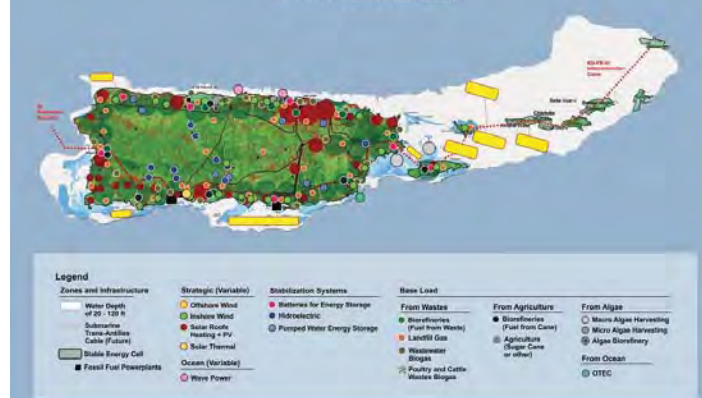 Legend
Zones and Infrastructure
Water Depth
of 20 - 120 ft
Submarine
Trans-Antilles
Cable (Future)
Stable Energy Cell
Fossil Fuel Powerplants
Strategic (Variable)
Offshore Wind
Inshore Wind
Solar Roofs
Heating + PV
Solar Thermal
Ocean (Variable)
Wave Power
Stabilization Systems
Batteries for Energy Storage
Hidroelectric
Pumped Water Energy Storage
Base Load
From Wastes
Biorefineries
(Fuel from Waste)
Landfill Gas
Wastewater
Biogas
Poultry and Cattle
Wastes Biogas
From Agriculture
Biorefineries
(Fuel from Cane)
Agriculture
(Sugar Cane
or other)
From Algae
Macro Algae Harvesting
Micro Algae Harvesting
Algae Biorefinery
From Ocean
OTEC